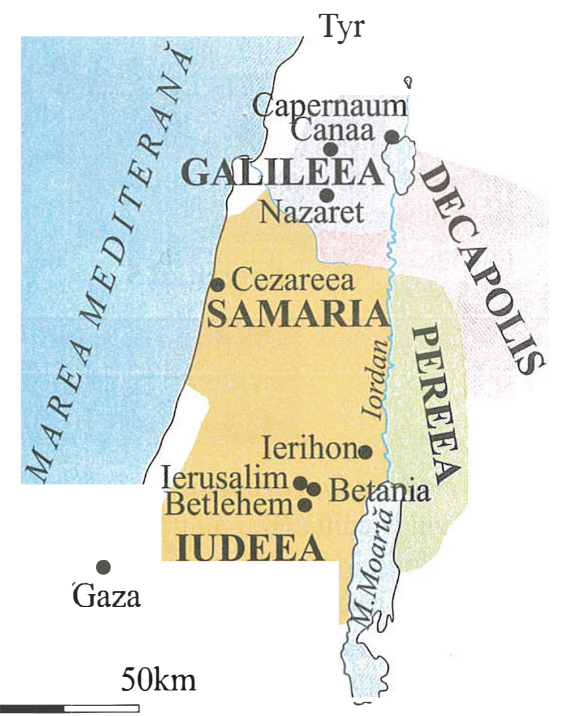 Tyr
MAREA MEDITERANĂ
Capernaum
Canaa
GALILEEA
DECAPOLIS
Nazaret
Cezareea
SAMARIA
PEREEA
Iordan
Ierihon
Ierusalim
Betania
Betlehem
IUDEEA
M.Moartă
Gaza
50km